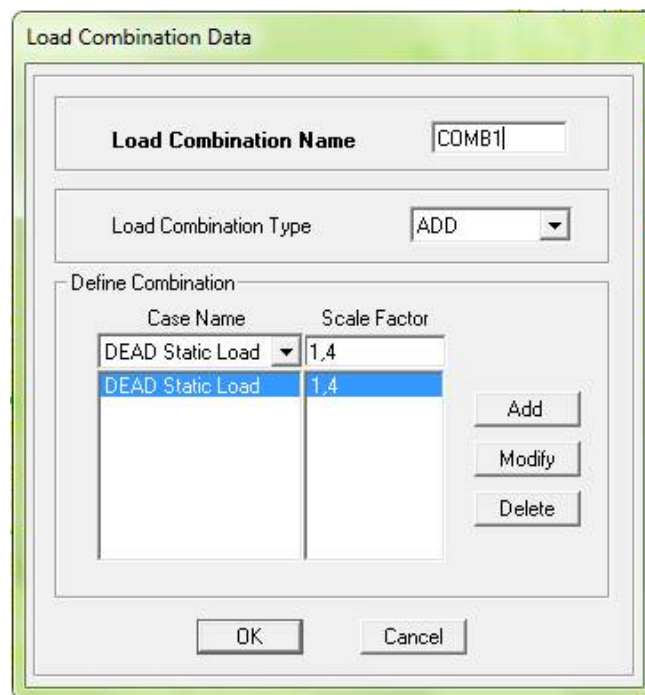 Load Combination Data
Load Combination Name COMB1
Load Combination Type ADD
Define Combination
Case Name Scale Factor
DEAD Static Load 1,4
DEAD Static Load 1,4
Add
Modify
Delete
OK Cancel